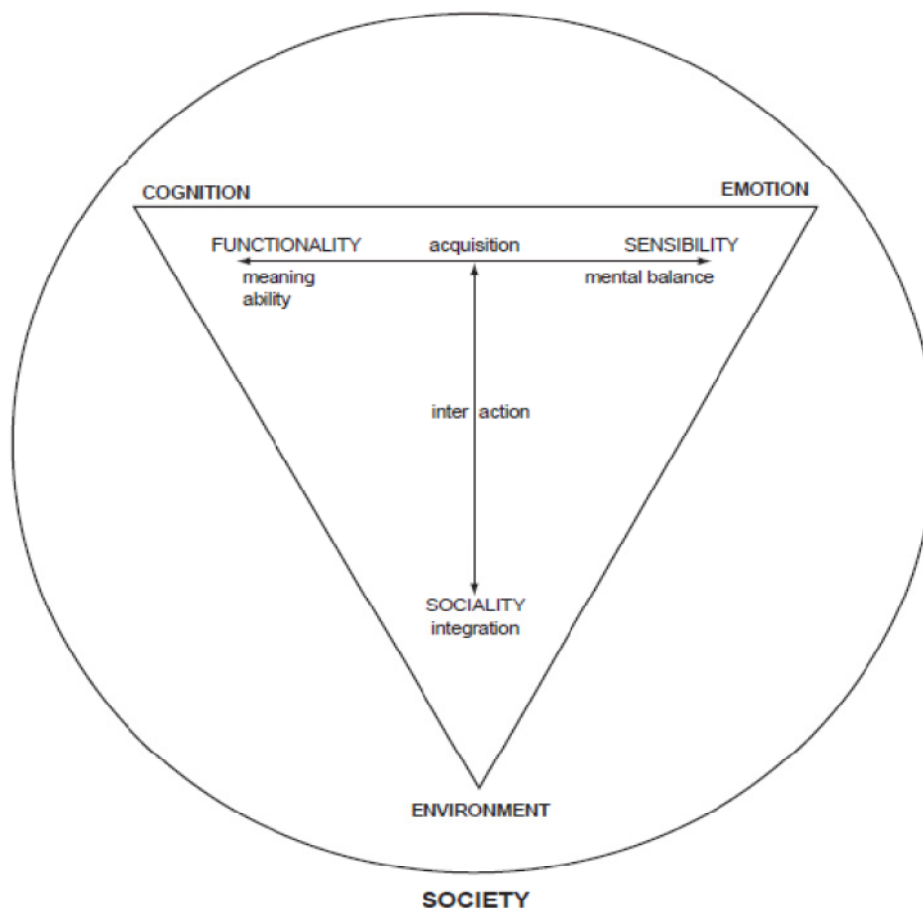 COGNITION
EMOTION
FUNCTIONALITY
acquisition
SENSIBILITY
meaning
ability
mental balance
inter action
SOCIALITY
integration
ENVIRONMENT
SOCIETY